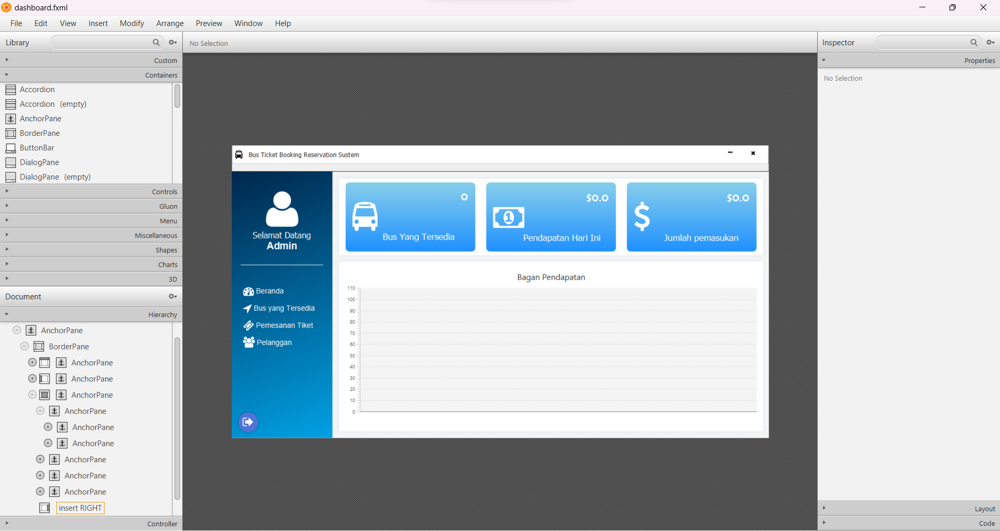 dashboard.fxml
File Edit View Insert Modify Arrange Preview Window Help
Library
No Selection
Inspector
Custom
Properties
Containers
No Selection
Accordion
Accordion (empty)
AnchorPane
BorderPane
ButtonBar
DialogPane
DialogPane (empty)
Controls
Gluon
Menu
Miscellaneous
Shapes
Charts
3D
Document
Hierarchy
AnchorPane
BorderPane
AnchorPane
AnchorPane
AnchorPane
AnchorPane
AnchorPane
AnchorPane
AnchorPane
AnchorPane
AnchorPane
insert RIGHT
Controller
Bus Ticket Booking Reservation Sustem
Selamat Datang
Admin
Beranda
Bus yang Tersedia
Pemesanan Tiket
Pelanggan
0
Bus Yang Tersedia
$0.0
1
Pendapatan Hari Ini
$0.0
$
Jumlah pemasukan
Bagan Pendapatan
110
100
90
80
70
60
50
40
30
20
10
0
Layout
Code